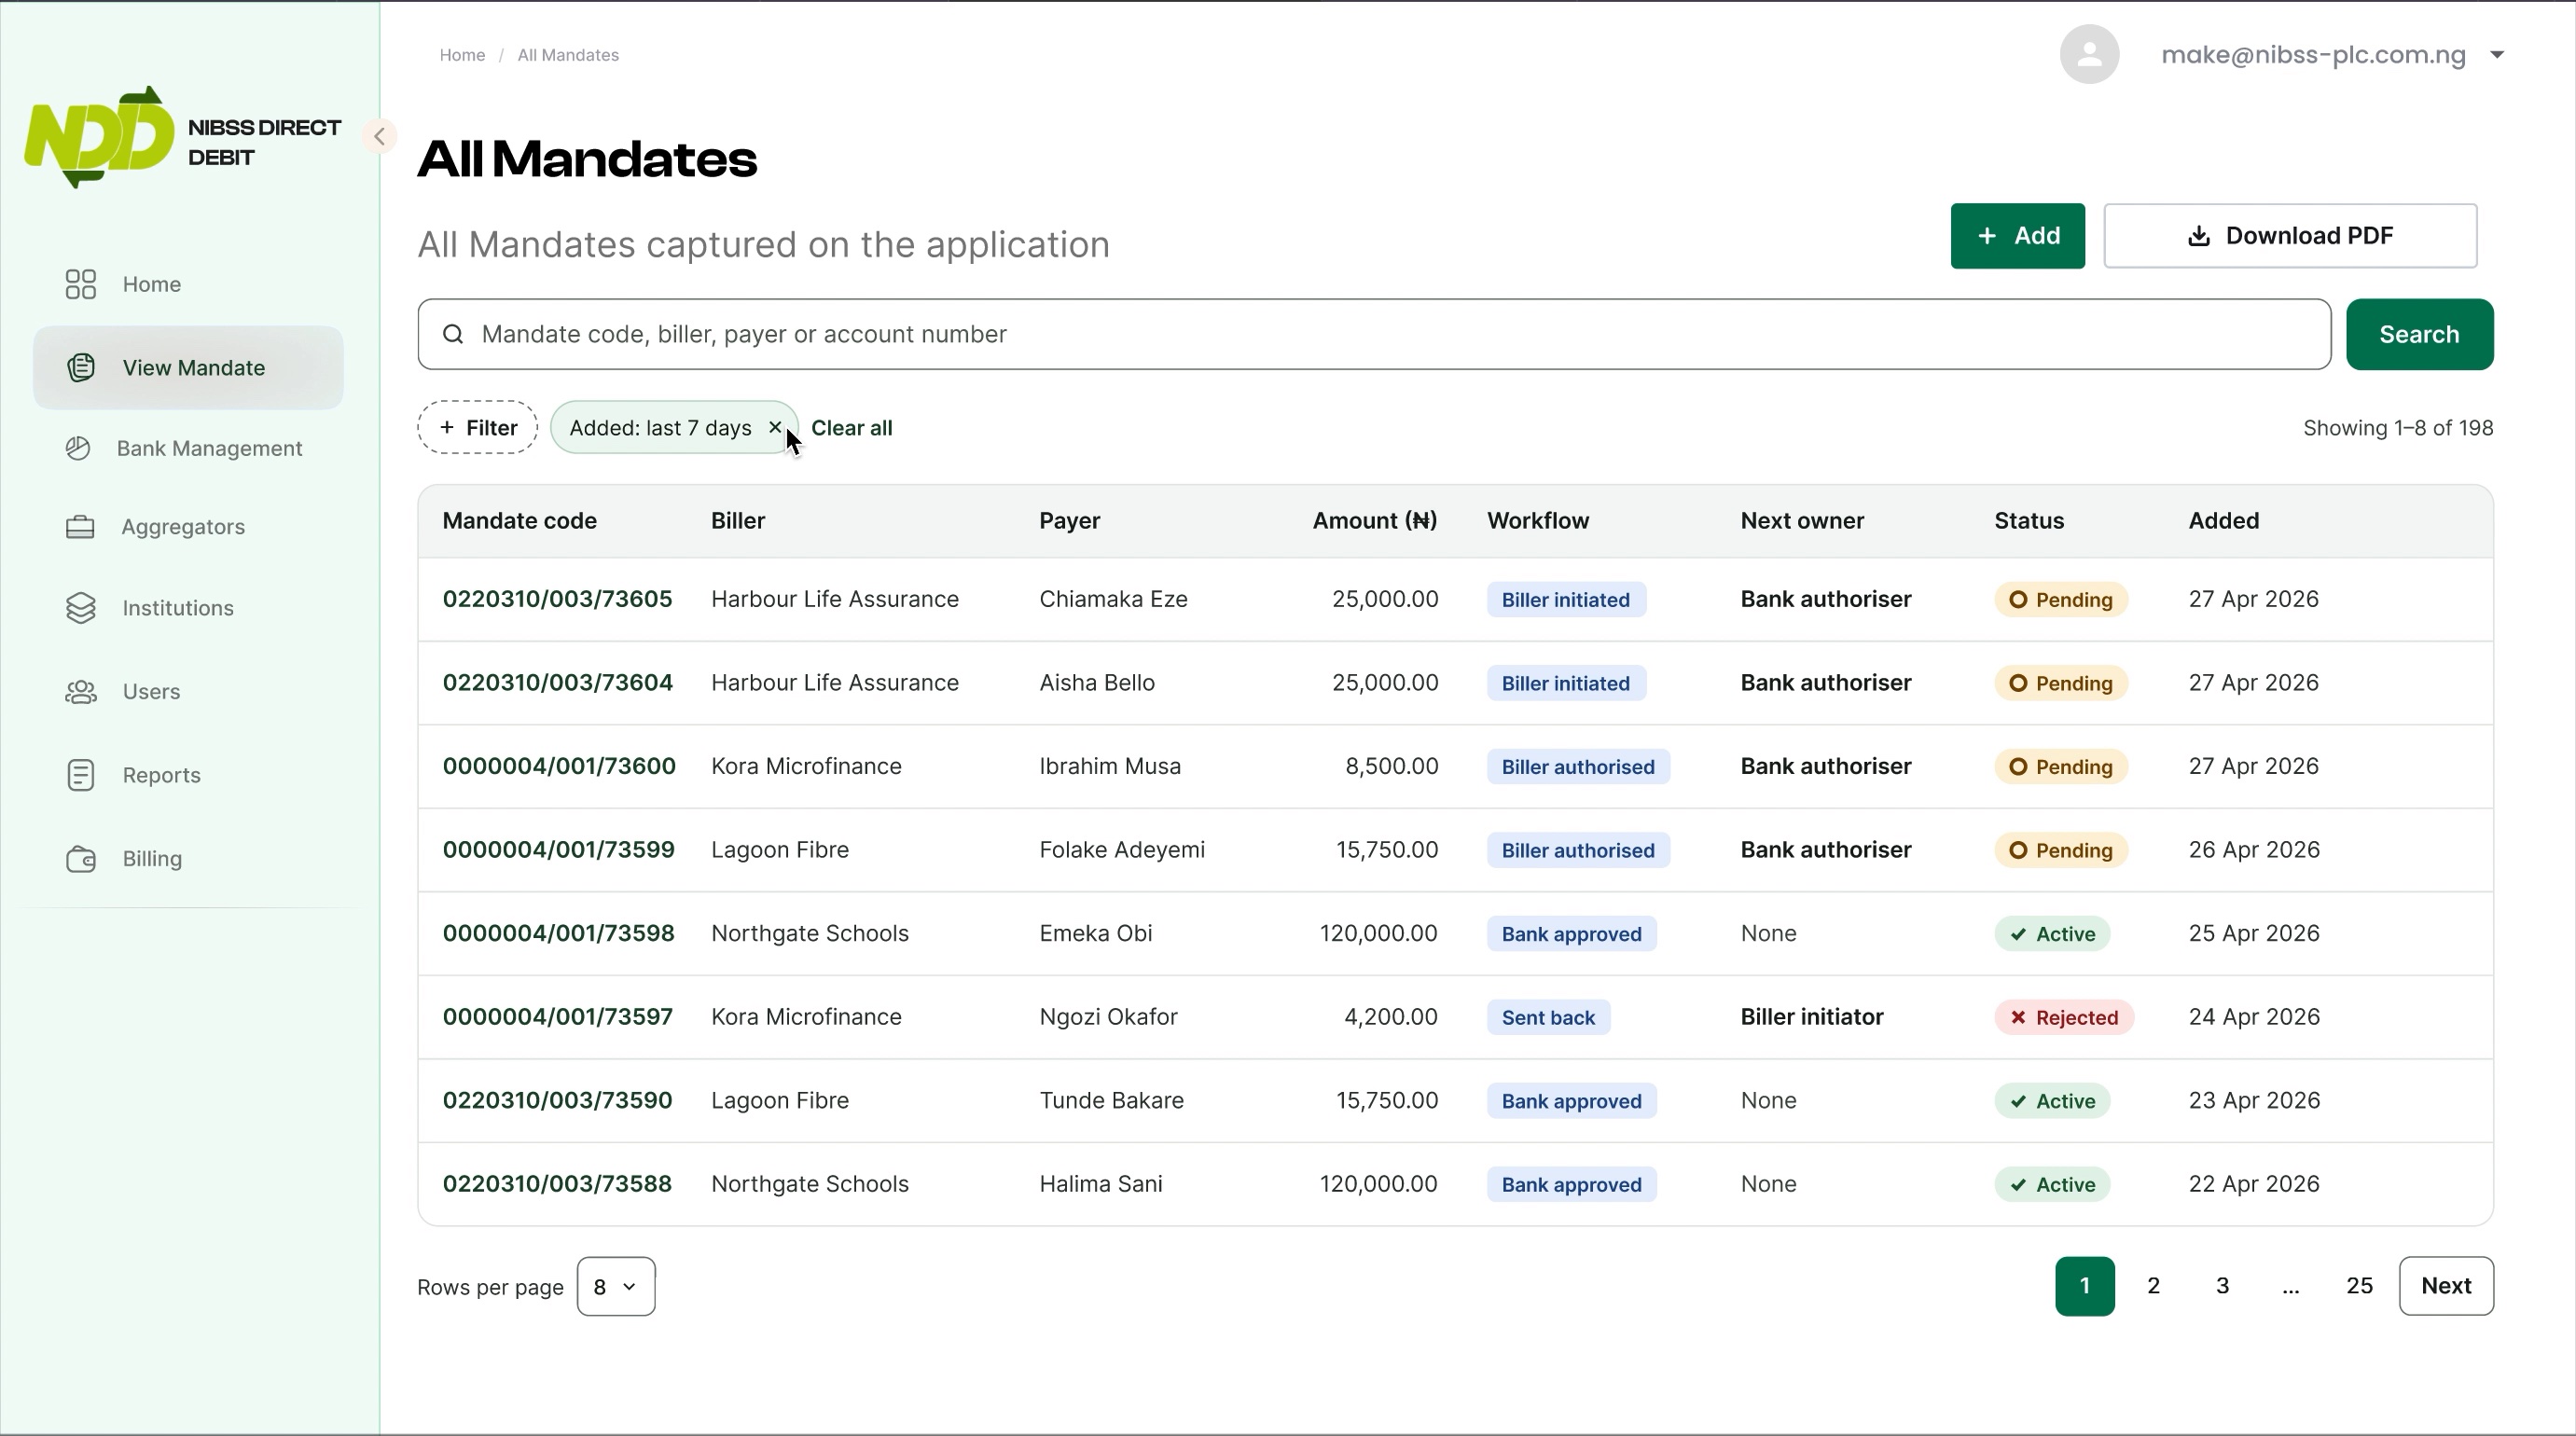 Home / All Mandates
make@nibss-plc.com.ng
NDD
NIBSS DIRECT
DEBIT
Home
View Mandate
Bank Management
Aggregators
Institutions
Users
Reports
Billing
All Mandates
All Mandates captured on the application
+ Add
Download PDF
Mandate code, biller, payer or account number
Search
+ Filter
Added: last 7 days ×
Clear all
Showing 1–8 of 198
Mandate code Biller Payer Amount (₦) Workflow Next owner Status Added
0220310/003/73605 Harbour Life Assurance Chiamaka Eze 25,000.00 Biller initiated Bank authoriser Pending 27 Apr 2026
0220310/003/73604 Harbour Life Assurance Aisha Bello 25,000.00 Biller initiated Bank authoriser Pending 27 Apr 2026
0000004/001/73600 Kora Microfinance Ibrahim Musa 8,500.00 Biller authorised Bank authoriser Pending 27 Apr 2026
0000004/001/73599 Lagoon Fibre Folake Adeyemi 15,750.00 Biller authorised Bank authoriser Pending 26 Apr 2026
0000004/001/73598 Northgate Schools Emeka Obi 120,000.00 Bank approved None Active 25 Apr 2026
0000004/001/73597 Kora Microfinance Ngozi Okafor 4,200.00 Sent back Biller initiator Rejected 24 Apr 2026
0220310/003/73590 Lagoon Fibre Tunde Bakare 15,750.00 Bank approved None Active 23 Apr 2026
0220310/003/73588 Northgate Schools Halima Sani 120,000.00 Bank approved None Active 22 Apr 2026
Rows per page 8
1 2 3 ... 25 Next